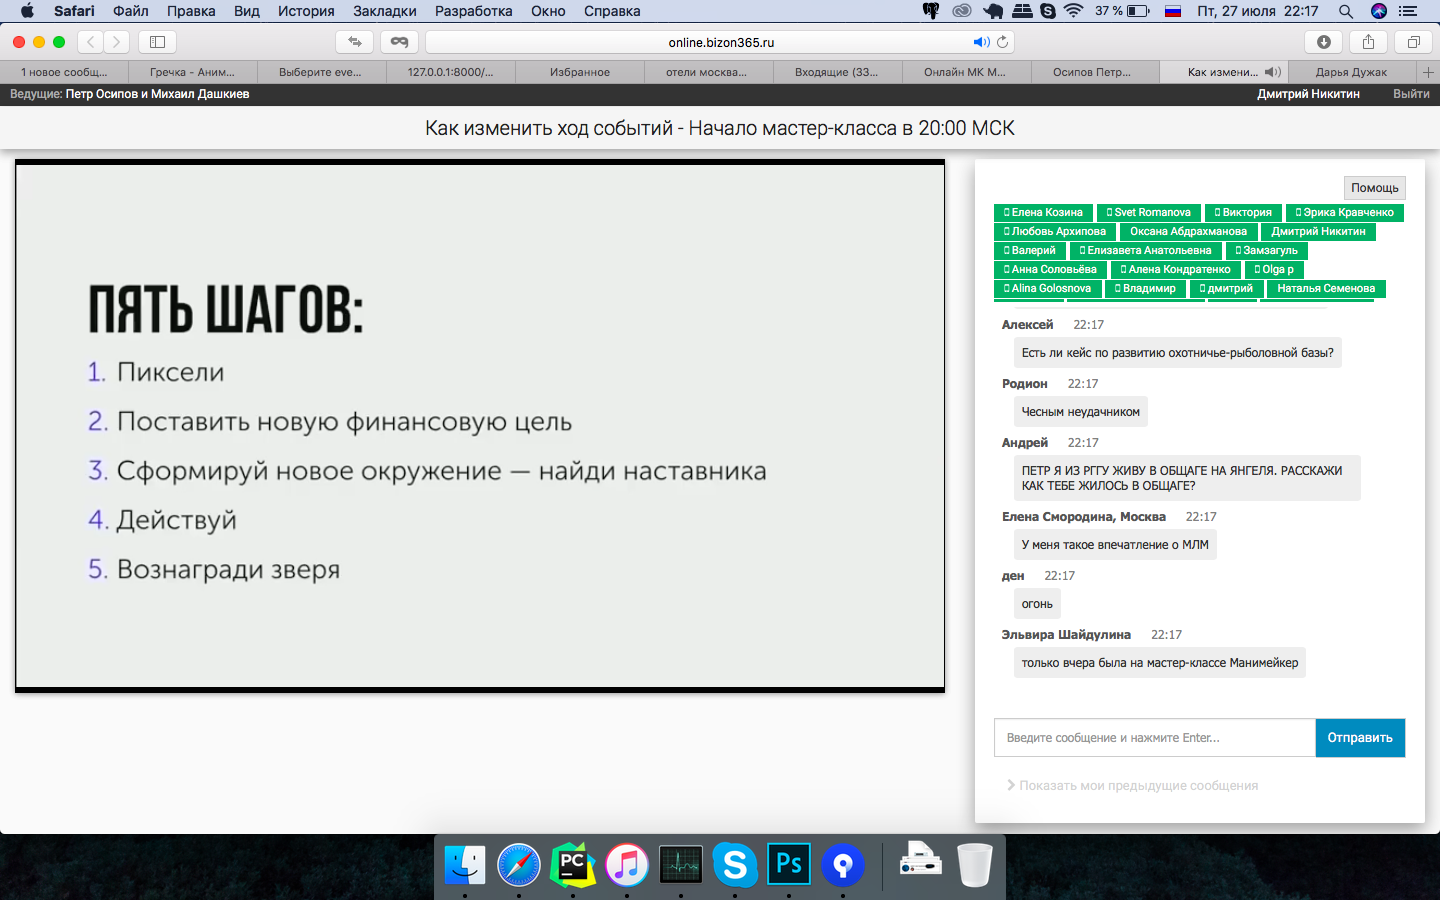 Safari Файл Правка Вид История Закладки Разработка Окно Справка 37 % Пт, 27 июля 22:17
online.bizon365.ru
1 новое сообщ... Гречка - Аним... Выберите eve... 127.0.0.1:8000/... Избранное отели москва... Входящие (33... Онлайн МК М... Осипов Петр... Как измени... Дарья Дужак
Ведущие: Петр Осипов и Михаил Дашкиев Дмитрий Никитин Выйти
Как изменить ход событий - Начало мастер-класса в 20:00 МСК
ПЯТЬ ШАГОВ:
1. Пиксели
2. Поставить новую финансовую цель
3. Сформируй новое окружение — найди наставника
4. Действуй
5. Вознагради зверя
Помощь
Елена Козина Svet Romanova Виктория Эрика Кравченко
Любовь Архипова Оксана Абдрахманова Дмитрий Никитин
Валерий Елизавета Анатольевна Замзагуль
Анна Соловьёва Алена Кондратенко Olga p
Alina Golosnova Владимир дмитрий Наталья Семенова
Алексей 22:17
Есть ли кейс по развитию охотничье-рыболовной базы?
Родион 22:17
Чесным неудачником
Андрей 22:17
ПЕТР Я ИЗ РГГУ ЖИВУ В ОБЩАГЕ НА ЯНГЕЛЯ. РАССКАЖИ
КАК ТЕБЕ ЖИЛОСЬ В ОБЩАГЕ?
Елена Смородина, Москва 22:17
У меня такое впечатление о МЛМ
ден 22:17
огонь
Эльвира Шайдулина 22:17
только вчера была на мастер-классе Манимейкер
Введите сообщение и нажмите Enter... Отправить
Показать мои предыдущие сообщения
PC Ps